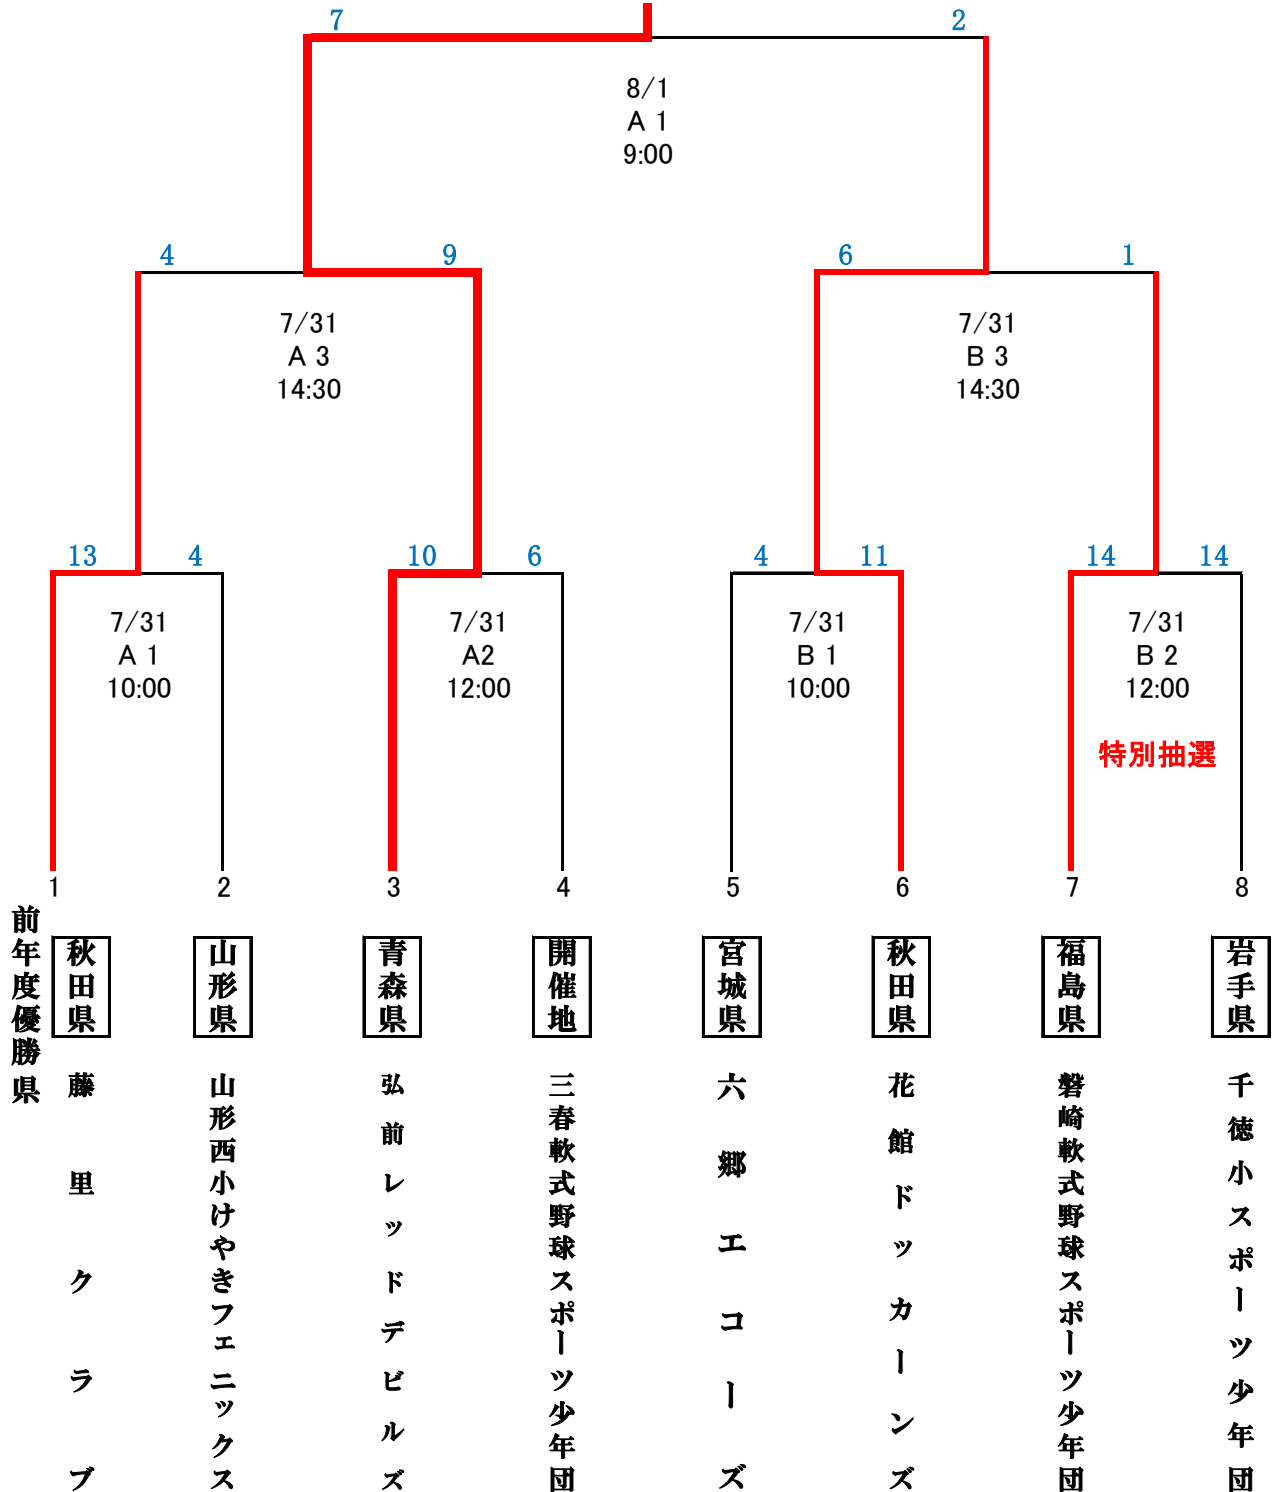 7
2
8/1
A 1
9:00
4
9
6
1
7/31
A 3
14:30
7/31
B 3
14:30
13
4
10
6
4
11
14
14
7/31
A 1
10:00
7/31
A2
12:00
7/31
B 1
10:00
7/31
B 2
12:00
特別抽選
1
2
3
4
5
6
7
8
前年度優勝県
秋田県
藤里クラブ
山形県
山形西小けやきフェニックス
青森県
弘前レッドデビルズ
開催地
三春軟式野球スポーツ少年団
宮城県
六郷エコーズ
秋田県
花館ドッカーンズ
福島県
磐崎軟式野球スポーツ少年団
岩手県
千徳小スポーツ少年団